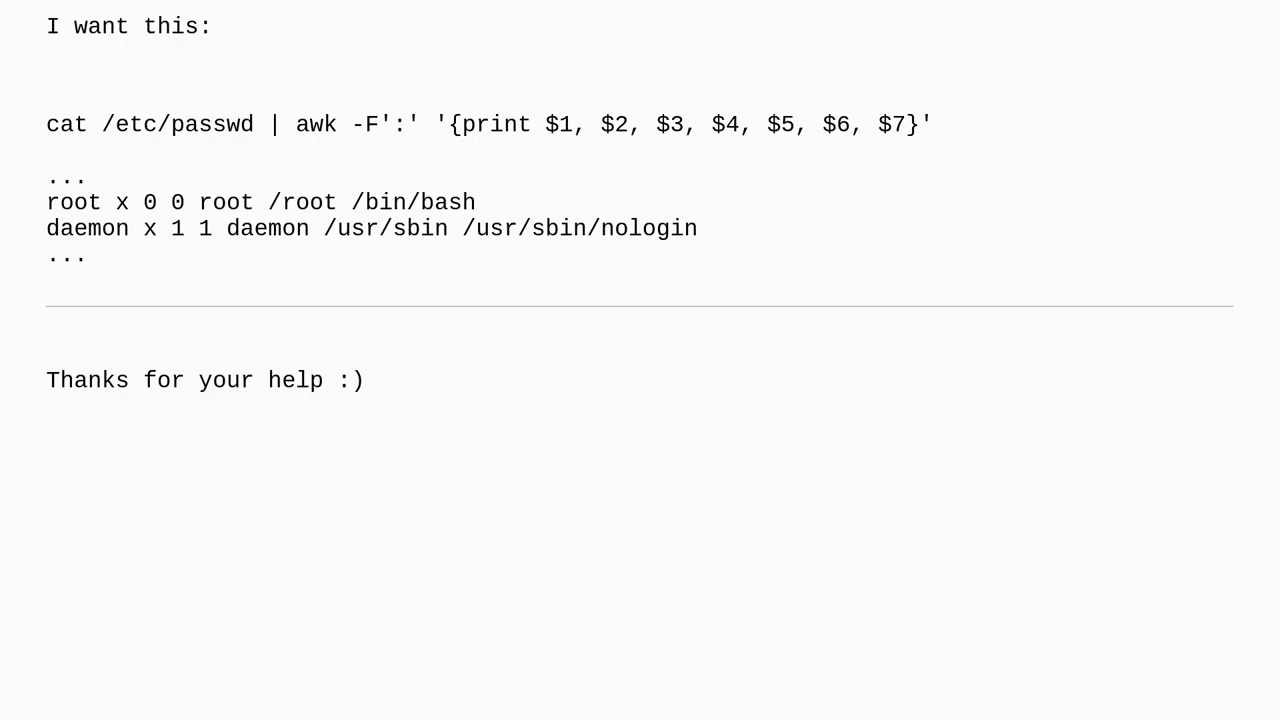 I want this:
cat /etc/passwd | awk -F':' '{print $1, $2, $3, $4, $5, $6, $7}'
...
root x 0 0 root /root /bin/bash
daemon x 1 1 daemon /usr/sbin /usr/sbin/nologin
...
Thanks for your help :)